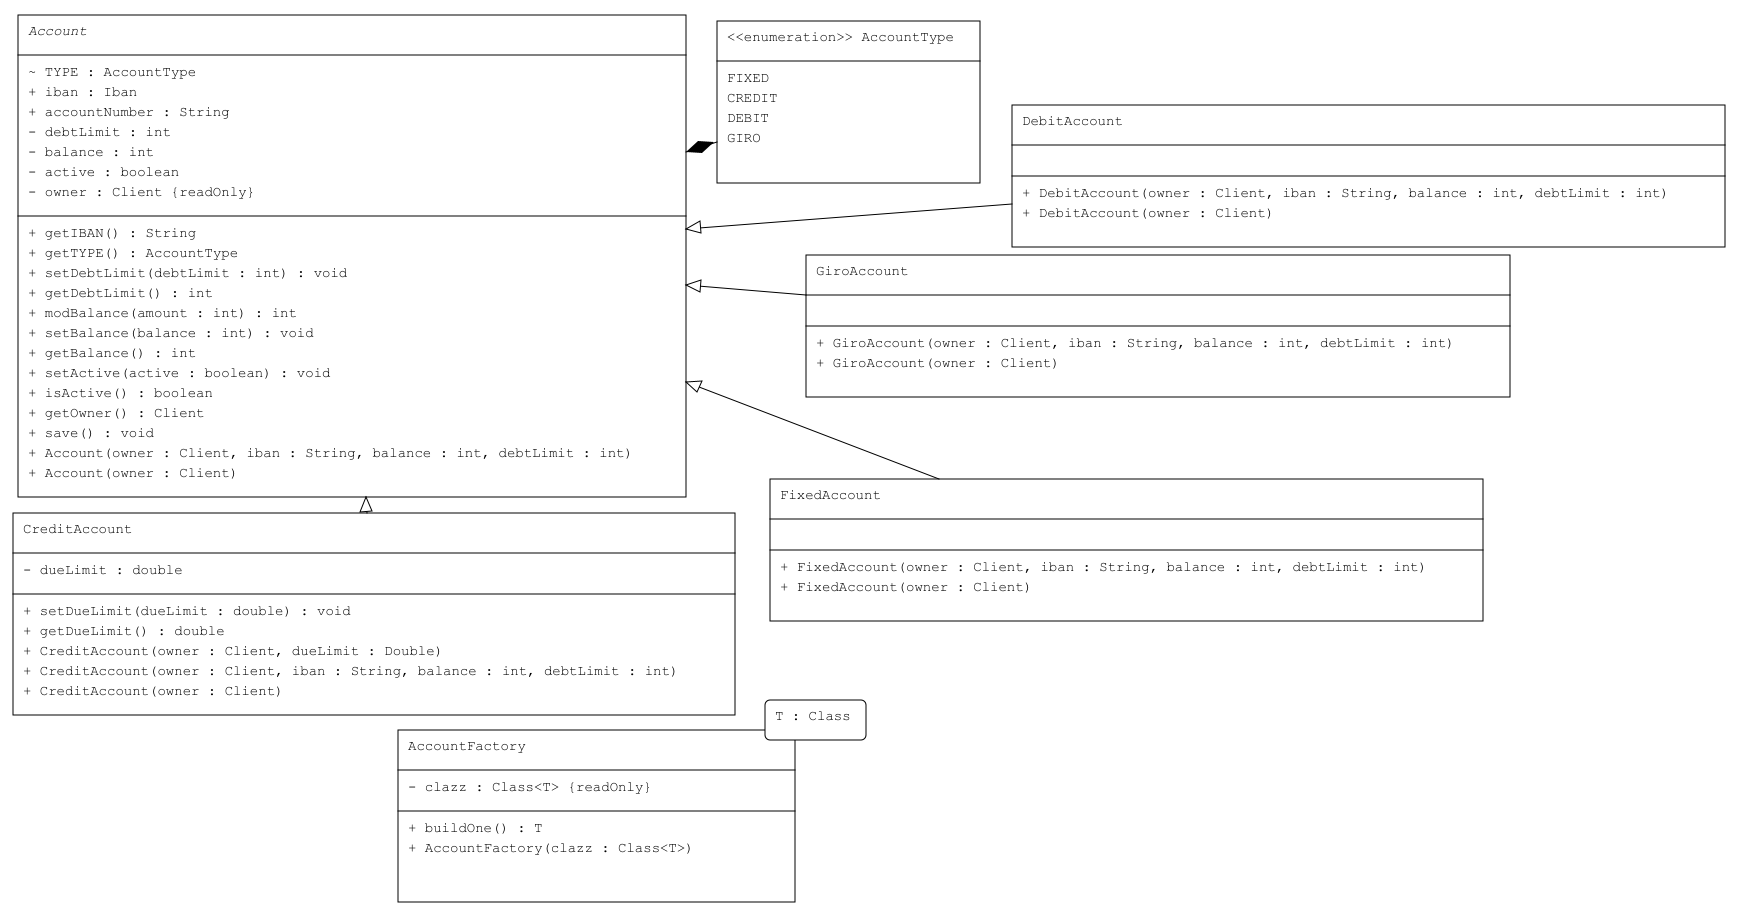 Account
~ TYPE : AccountType
+ iban : Iban
+ accountNumber : String
- debtLimit : int
- balance : int
- active : boolean
- owner : Client {readOnly}
+ getIBAN() : String
+ getTYPE() : AccountType
+ setDebtLimit(debtLimit : int) : void
+ getDebtLimit() : int
+ modBalance(amount : int) : int
+ setBalance(balance : int) : void
+ getBalance() : int
+ setActive(active : boolean) : void
+ isActive() : boolean
+ getOwner() : Client
+ save() : void
+ Account(owner : Client, iban : String, balance : int, debtLimit : int)
+ Account(owner : Client)
<<enumeration>> AccountType
FIXED
CREDIT
DEBIT
GIRO
DebitAccount
+ DebitAccount(owner : Client, iban : String, balance : int, debtLimit : int)
+ DebitAccount(owner : Client)
GiroAccount
+ GiroAccount(owner : Client, iban : String, balance : int, debtLimit : int)
+ GiroAccount(owner : Client)
FixedAccount
+ FixedAccount(owner : Client, iban : String, balance : int, debtLimit : int)
+ FixedAccount(owner : Client)
CreditAccount
- dueLimit : double
+ setDueLimit(dueLimit : double) : void
+ getDueLimit() : double
+ CreditAccount(owner : Client, dueLimit : Double)
+ CreditAccount(owner : Client, iban : String, balance : int, debtLimit : int)
+ CreditAccount(owner : Client)
T : Class
AccountFactory
- clazz : Class<T> {readOnly}
+ buildOne() : T
+ AccountFactory(clazz : Class<T>)